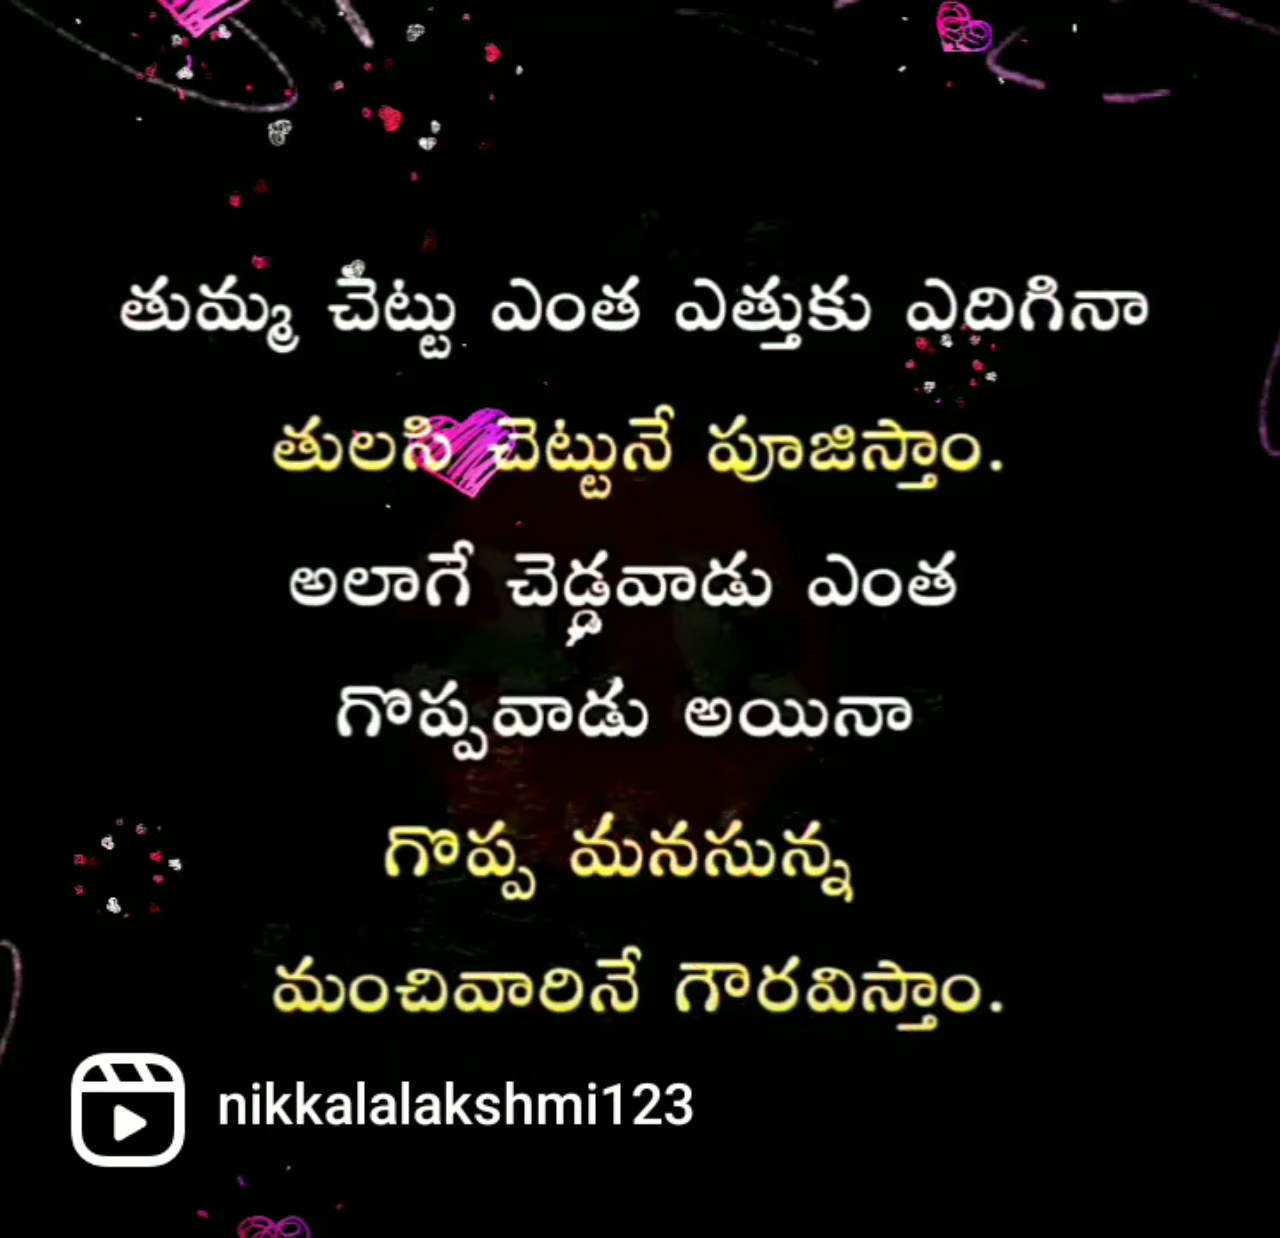 తుమ్మ చెట్టు ఎంత ఎత్తుకు ఎదిగినా
తులసి చెట్టునే పూజిస్తాం.
అలాగే చెడ్డవాడు ఎంత
గొప్పవాడు అయినా
గొప్ప మనసున్న
మంచివారినే గౌరవిస్తాం.
nikkalalakshmi123